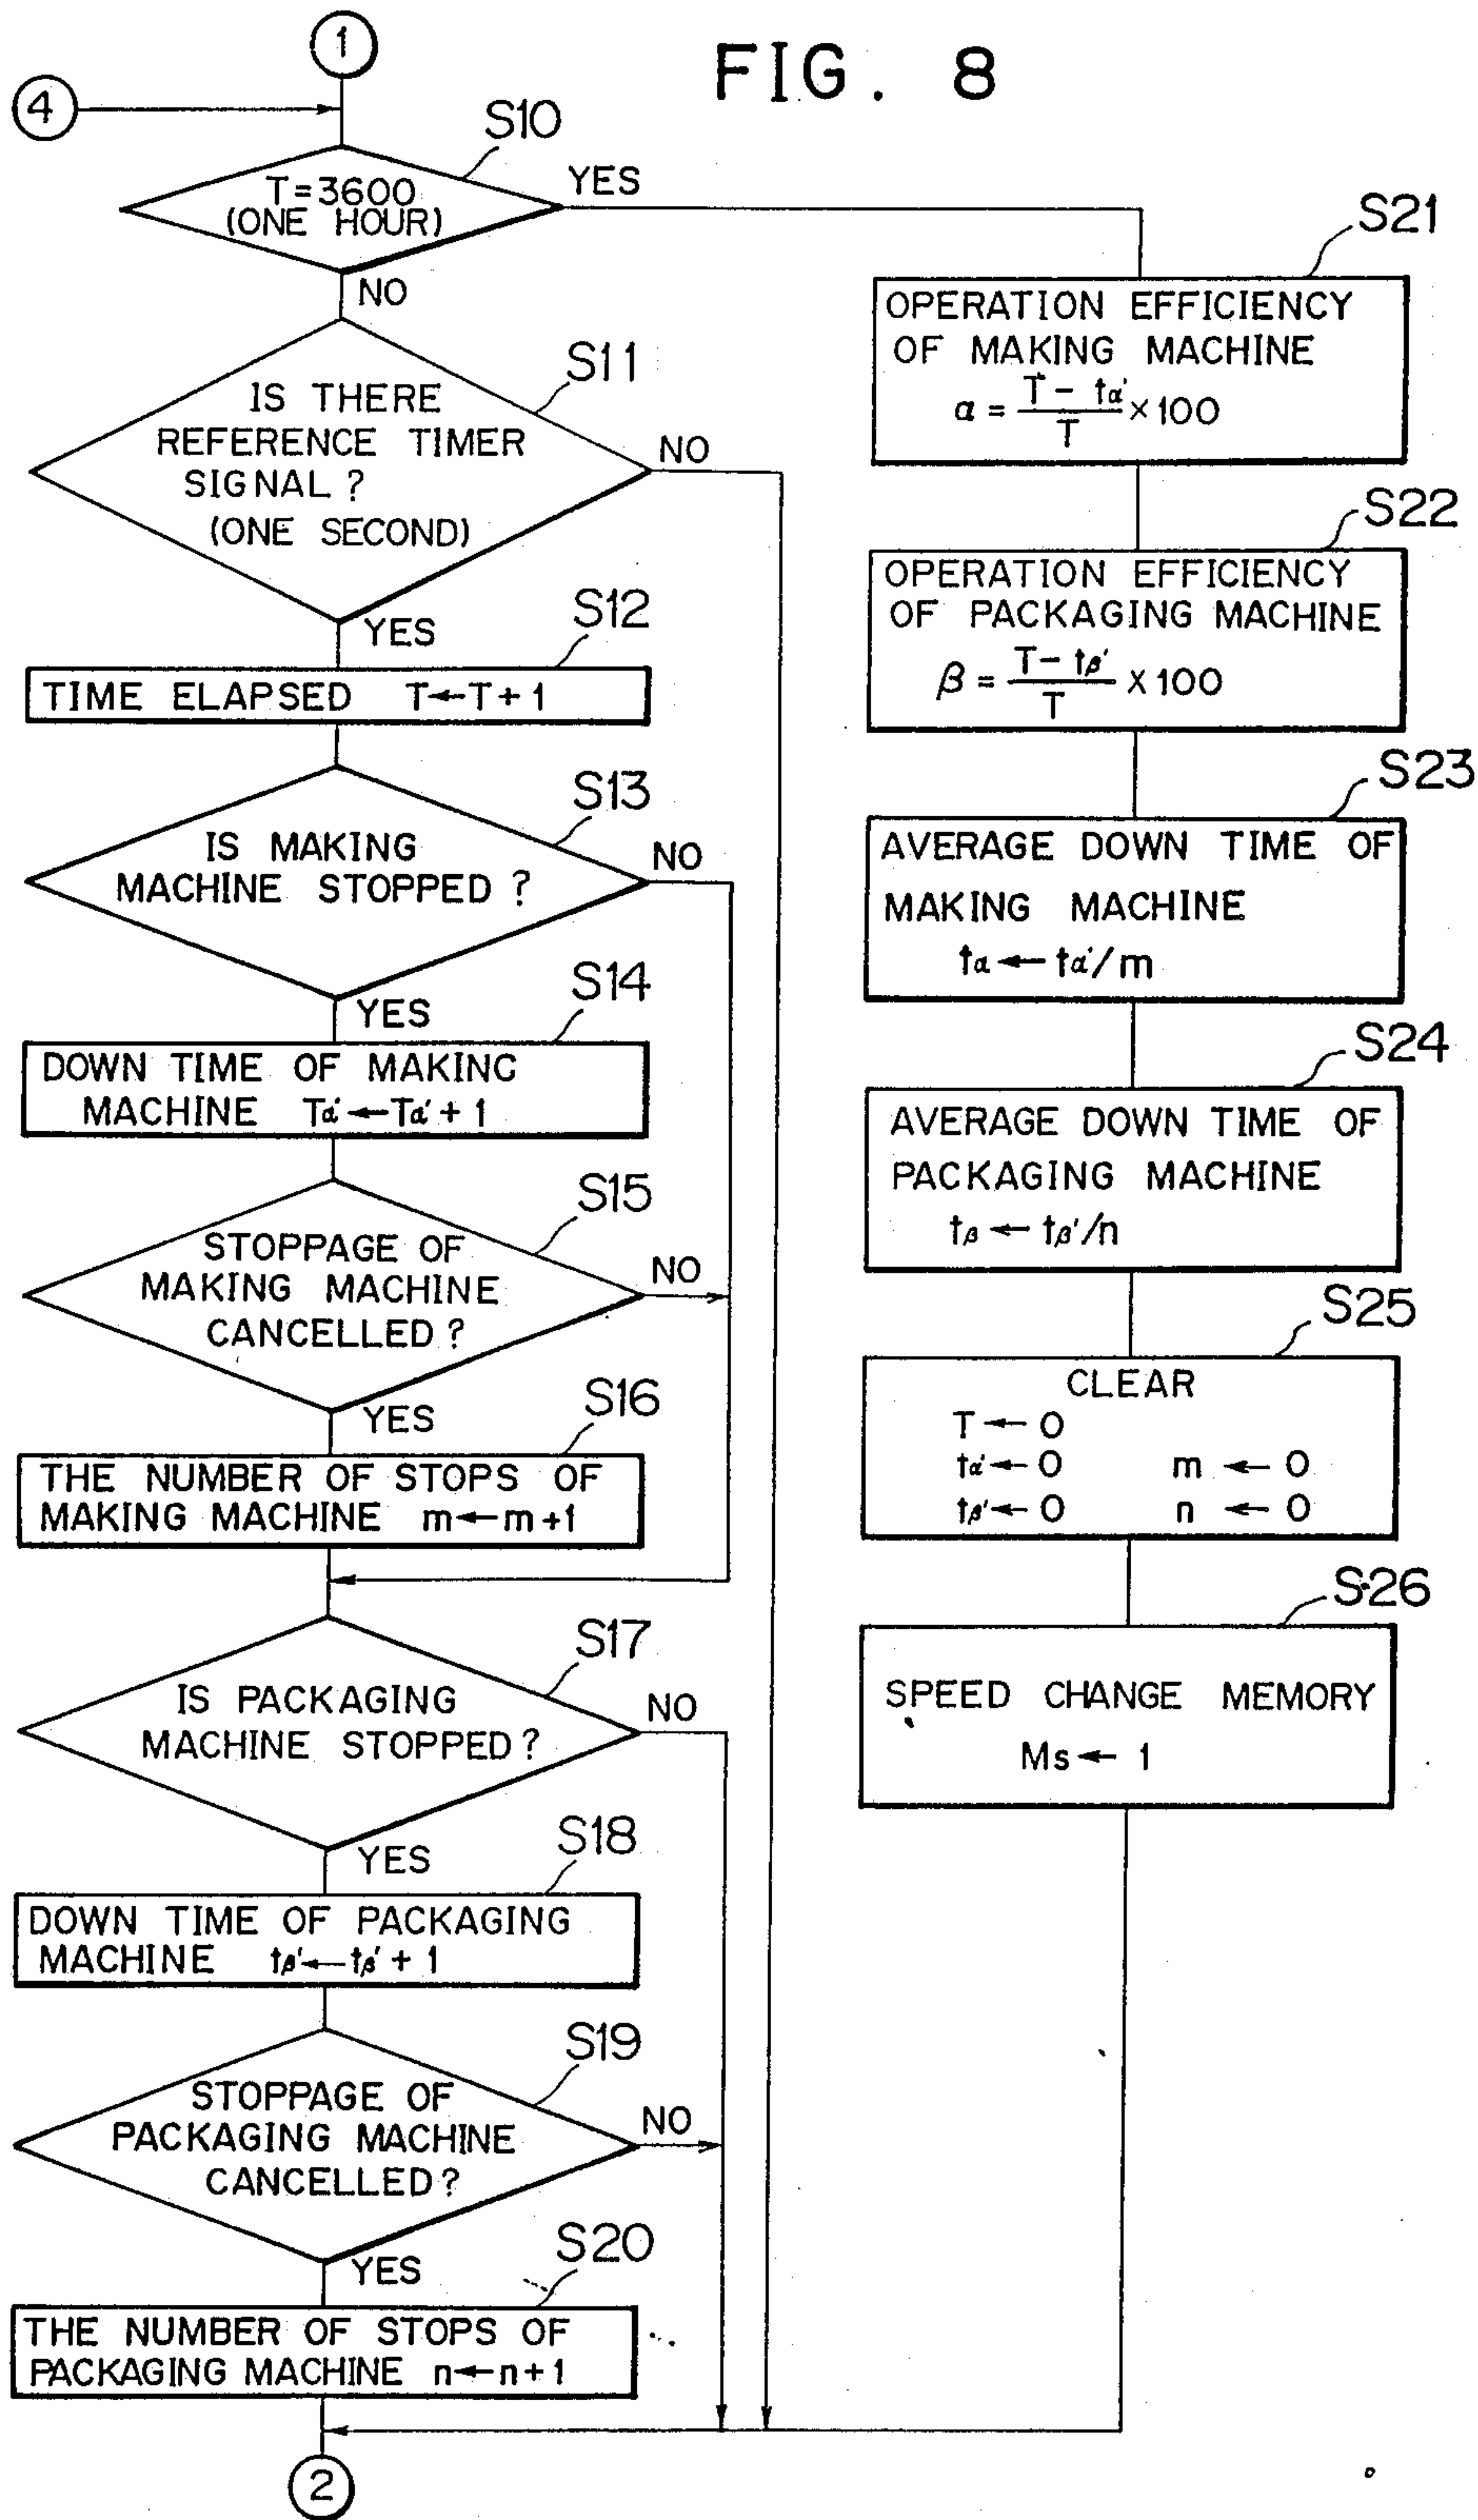 FIG. 8
1
4
S10
T=3600
(ONE HOUR)
YES
NO
S11
IS THERE
REFERENCE TIMER
SIGNAL?
(ONE SECOND)
NO
YES
S12
TIME ELAPSED T←T+1
S13
IS MAKING
MACHINE STOPPED?
NO
YES
S14
DOWN TIME OF MAKING
MACHINE Tα'←Tα'+1
S15
STOPPAGE OF
MAKING MACHINE
CANCELLED?
NO
YES
S16
THE NUMBER OF STOPS OF
MAKING MACHINE m←m+1
S17
IS PACKAGING
MACHINE STOPPED?
NO
YES
S18
DOWN TIME OF PACKAGING
MACHINE tβ'←tβ'+1
S19
STOPPAGE OF
PACKAGING MACHINE
CANCELLED?
NO
YES
S20
THE NUMBER OF STOPS OF
PACKAGING MACHINE n←n+1
2
S21
OPERATION EFFICIENCY
OF MAKING MACHINE
α = (T - tα')/T ×100
S22
OPERATION EFFICIENCY
OF PACKAGING MACHINE
β = (T - tβ')/T ×100
S23
AVERAGE DOWN TIME OF
MAKING MACHINE
tα←tα'/m
S24
AVERAGE DOWN TIME OF
PACKAGING MACHINE
tβ←tβ'/n
S25
CLEAR
T←0
tα'←0 m←0
tβ'←0 n←0
S26
SPEED CHANGE MEMORY
Ms←1